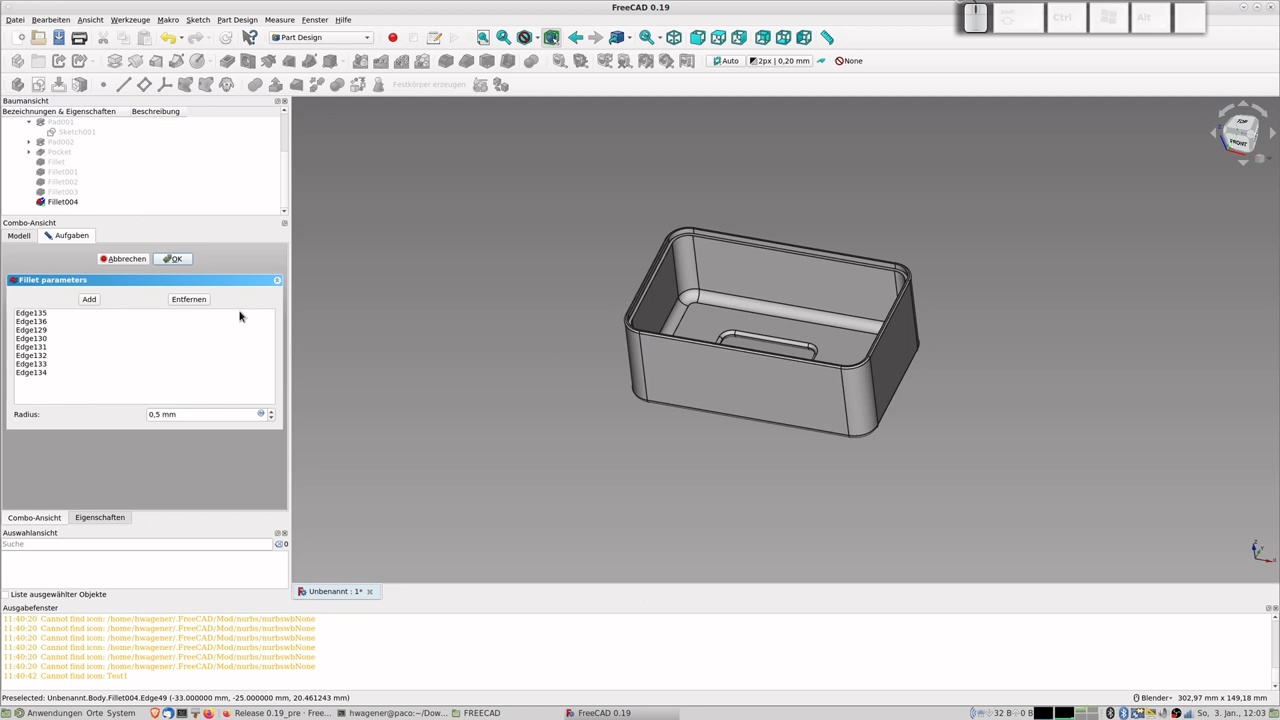 FreeCAD 0.19
Datei Bearbeiten Ansicht Werkzeuge Makro Sketch Part Design Measure Fenster Hilfe
Ctrl Alt
Part Design
Auto 2px | 0,20 mm None
Festkörper erzeugen
Baumansicht
Bezeichnungen & Eigenschaften Beschreibung
Pad001
Sketch001
Pad002
Pocket
Fillet
Fillet001
Fillet002
Fillet003
Fillet004
TOP
FRONT
Combo-Ansicht
Modell Aufgaben
Abbrechen OK
Fillet parameters
Add Entfernen
Edge135
Edge136
Edge129
Edge130
Edge131
Edge132
Edge133
Edge134
Radius: 0,5 mm
Combo-Ansicht Eigenschaften
Auswahlansicht
Suche 0
Liste ausgewählter Objekte
Unbenannt : 1*
Ausgabefenster
11:40:20 Cannot find icon: /home/hwagener/.FreeCAD/Mod/nurbs/nurbswbNone
11:40:20 Cannot find icon: /home/hwagener/.FreeCAD/Mod/nurbs/nurbswbNone
11:40:20 Cannot find icon: /home/hwagener/.FreeCAD/Mod/nurbs/nurbswbNone
11:40:20 Cannot find icon: /home/hwagener/.FreeCAD/Mod/nurbs/nurbswbNone
11:40:20 Cannot find icon: /home/hwagener/.FreeCAD/Mod/nurbs/nurbswbNone
11:40:20 Cannot find icon: /home/hwagener/.FreeCAD/Mod/nurbs/nurbswbNone
11:40:42 Cannot find icon: Test1
Preselected: Unbenannt.Body.Fillet004.Edge49 (-33.000000 mm, -25.000000 mm, 20.461243 mm) Blender 302,97 mm x 149,18 mm
Anwendungen Orte System Release 0.19_pre · Free... hwagener@paco:~/Dow... FREECAD FreeCAD 0.19 32 B 0 B So, 3. Jan., 12:03